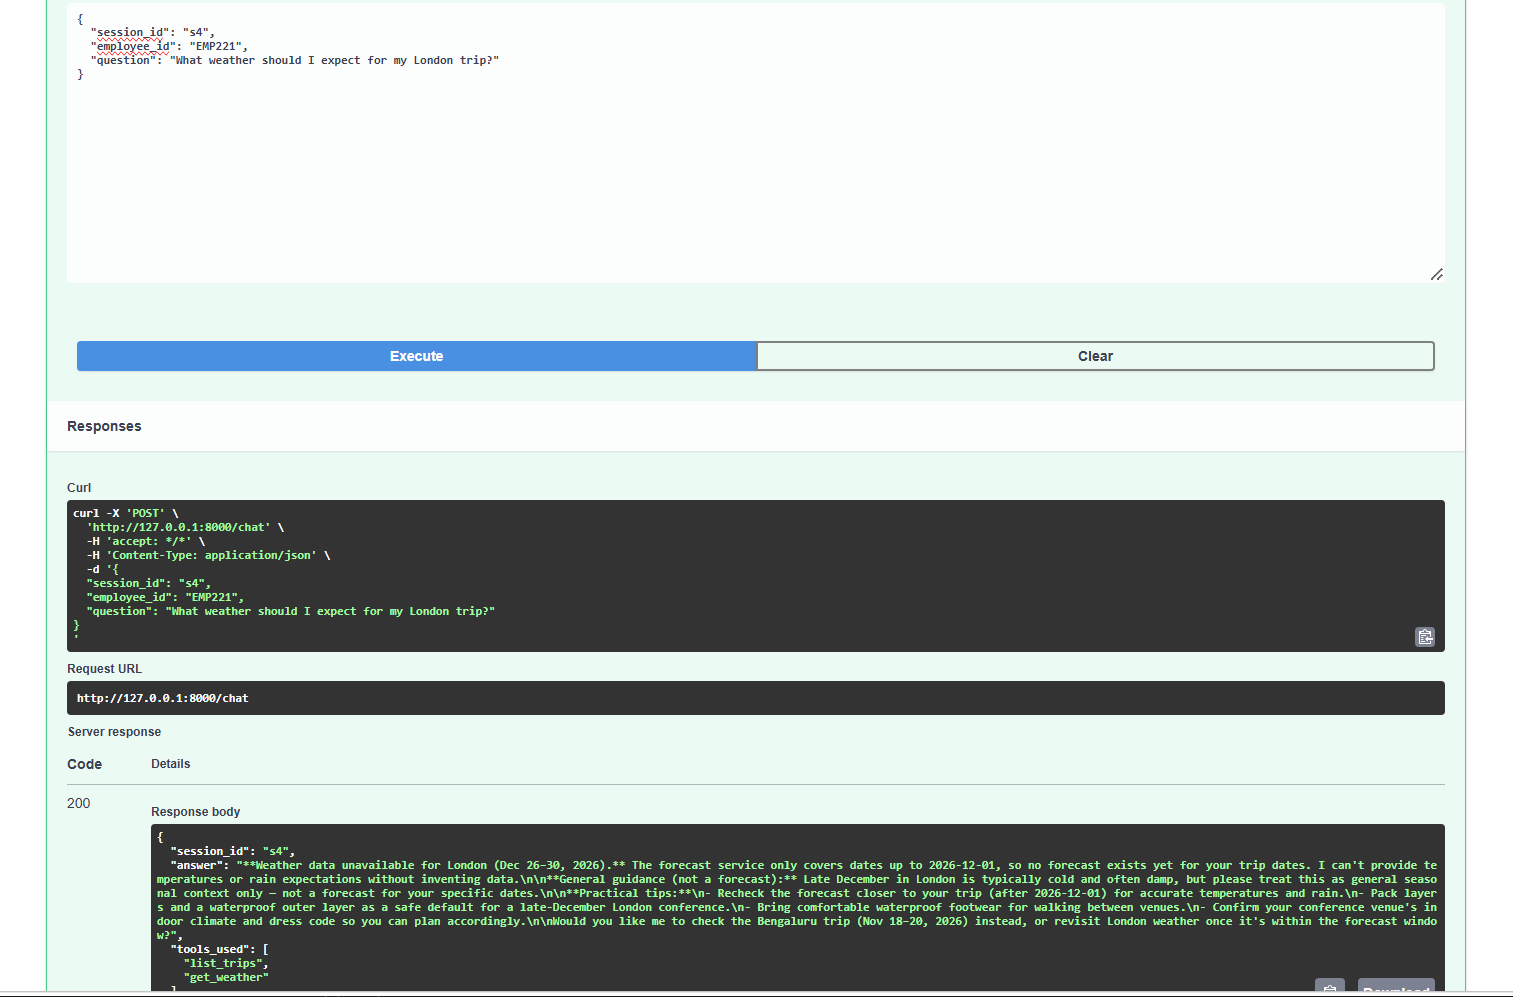 {
  "session_id": "s4",
  "employee_id": "EMP221",
  "question": "What weather should I expect for my London trip?"
}
Execute
Clear
Responses
Curl
curl -X 'POST' \
  'http://127.0.0.1:8000/chat' \
  -H 'accept: */*' \
  -H 'Content-Type: application/json' \
  -d '{
  "session_id": "s4",
  "employee_id": "EMP221",
  "question": "What weather should I expect for my London trip?"
}
'
Request URL
http://127.0.0.1:8000/chat
Server response
Code
Details
200
Response body
{
  "session_id": "s4",
  "answer": "**Weather data unavailable for London (Dec 26–30, 2026).** The forecast service only covers dates up to 2026-12-01, so no forecast exists yet for your trip dates. I can't provide te
mperatures or rain expectations without inventing data.\n\n**General guidance (not a forecast):** Late December in London is typically cold and often damp, but please treat this as general seaso
nal context only — not a forecast for your specific dates.\n\n**Practical tips:**\n- Recheck the forecast closer to your trip (after 2026-12-01) for accurate temperatures and rain.\n- Pack layer
s and a waterproof outer layer as a safe default for a late-December London conference.\n- Bring comfortable waterproof footwear for walking between venues.\n- Confirm your conference venue's in
door climate and dress code so you can plan accordingly.\n\nWould you like me to check the Bengaluru trip (Nov 18–20, 2026) instead, or revisit London weather once it's within the forecast windo
w?",
  "tools_used": [
    "list_trips",
    "get_weather"
  ]
Download